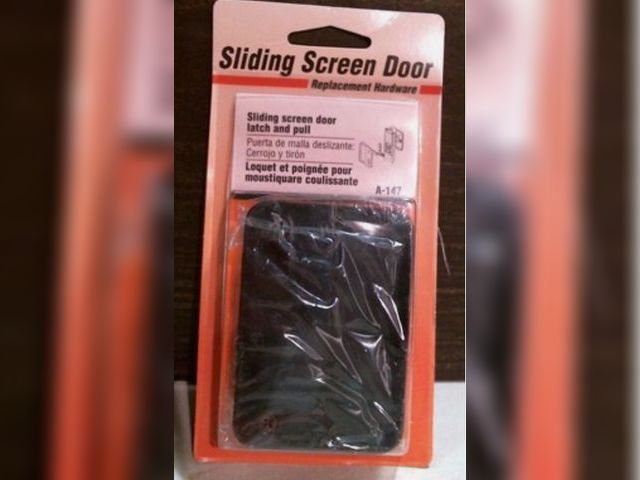 Sliding Screen Door
Replacement Hardware
Sliding screen door
latch and pull
Puerta de malla deslizante:
Cerrojo y tirón
Loquet et poignée pour
moustiquare coulissante
A-147